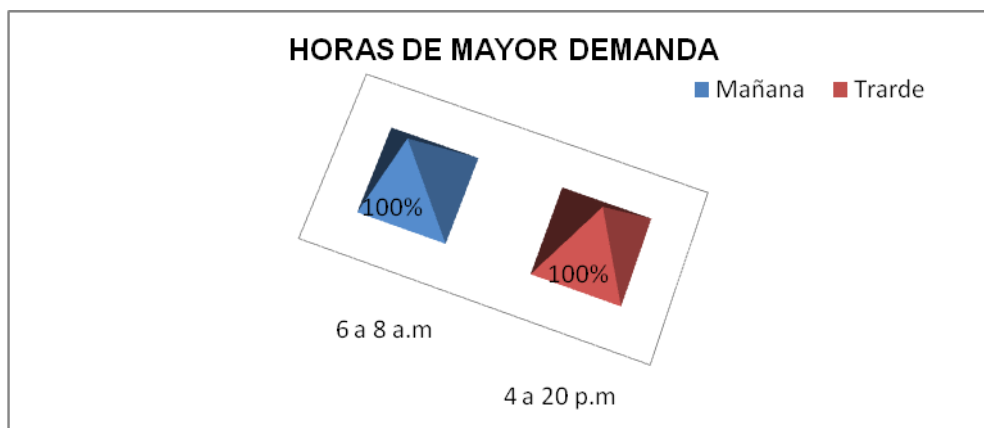 HORAS DE MAYOR DEMANDA
Mañana Trarde
100%
100%
6 a 8 a.m
4 a 20 p.m